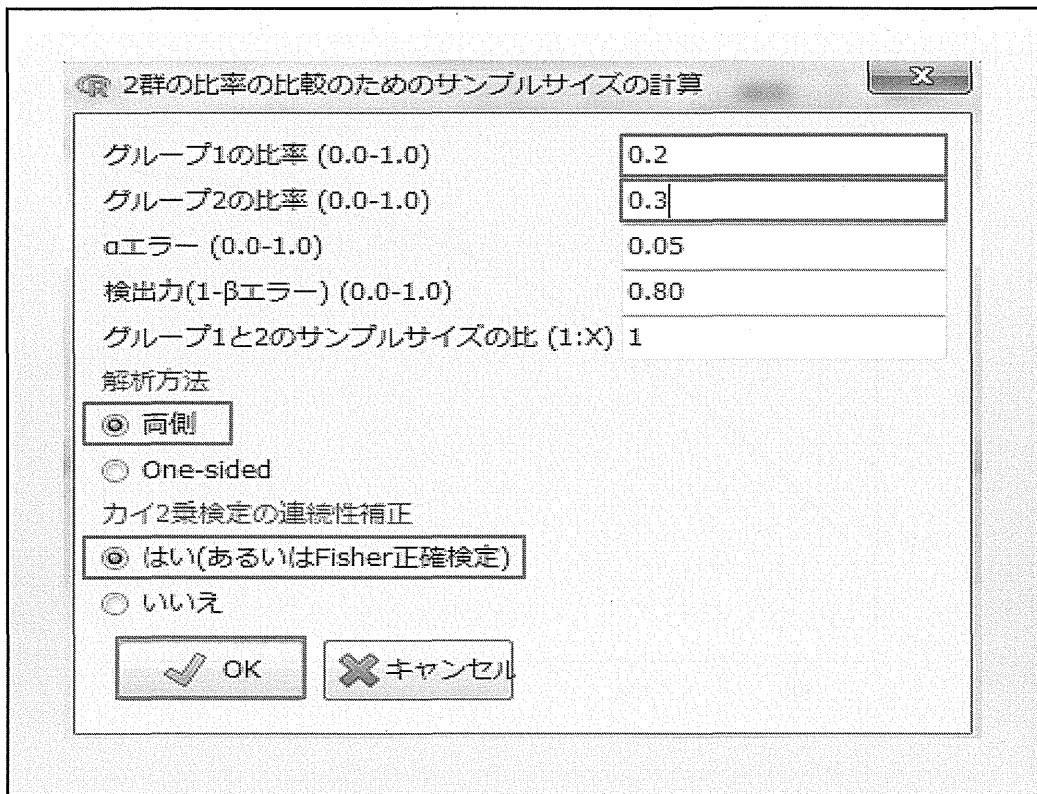 2群の比率の比較のためのサンプルサイズの計算
グループ1の比率 (0.0-1.0) 0.2
グループ2の比率 (0.0-1.0) 0.3
αエラー (0.0-1.0) 0.05
検出力(1-βエラー) (0.0-1.0) 0.80
グループ1と2のサンプルサイズの比 (1:X) 1
解析方法
両側
One-sided
カイ2乗検定の連続性補正
はい(あるいはFisher正確検定)
いいえ
OK キャンセル